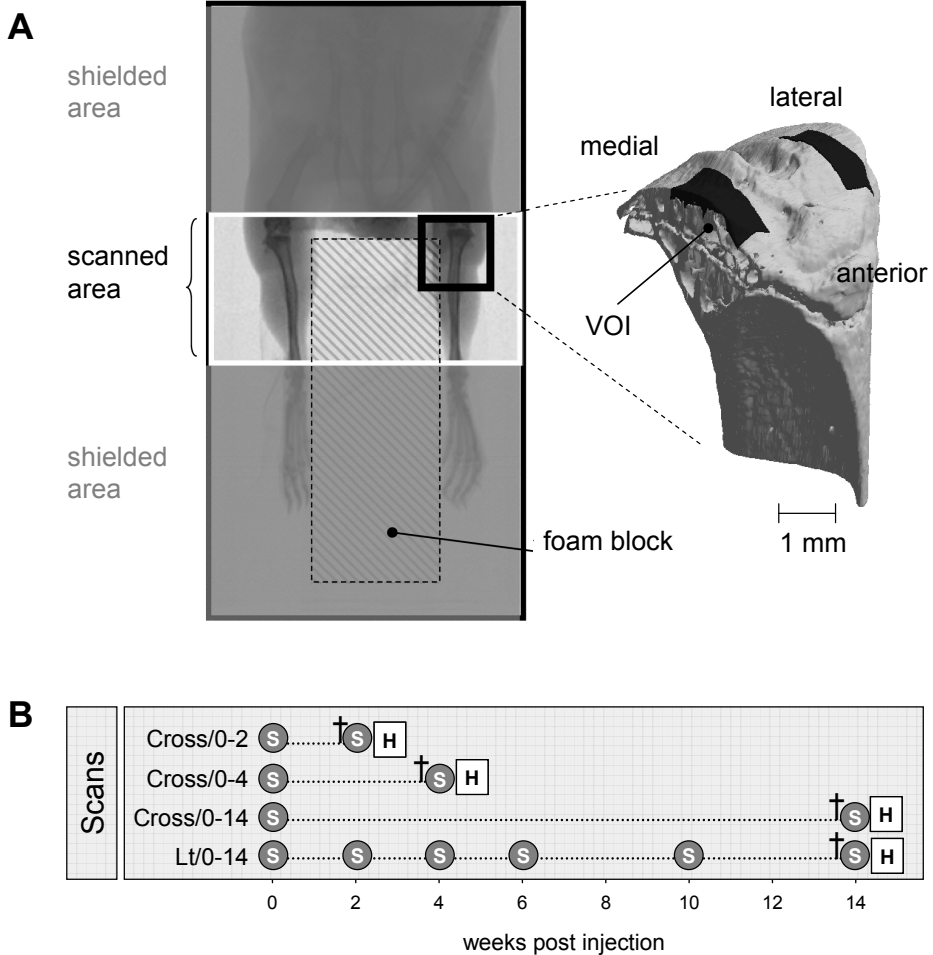 A
shielded
area
scanned
area
shielded
area
lateral
medial
anterior
VOI
foam block
1 mm
B
Scans
Cross/0-2 S † S H
Cross/0-4 S † S H
Cross/0-14 S † S H
Lt/0-14 S S S S S † S H
0 2 4 6 8 10 12 14
weeks post injection